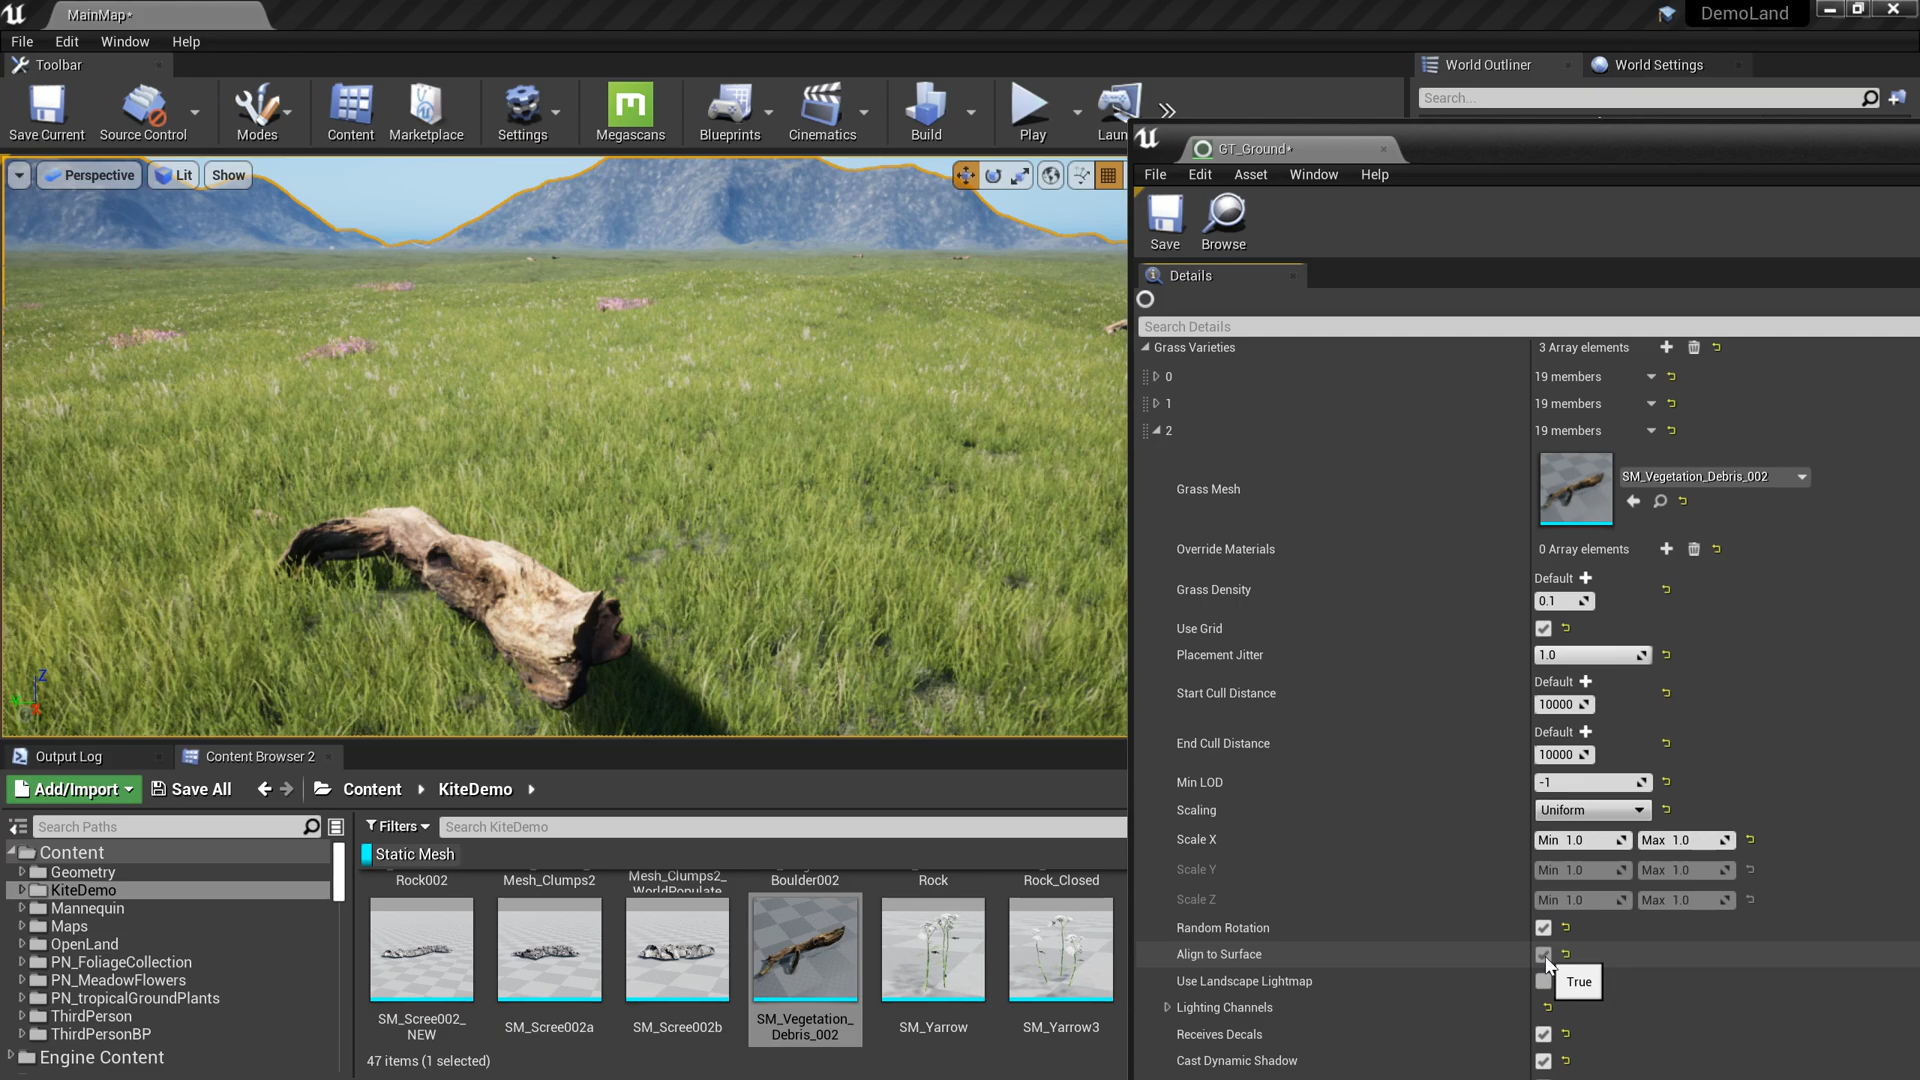 MainMap*
DemoLand
File Edit Window Help
Toolbar
World Outliner
World Settings
Save Current
Source Control
Modes
Content
Marketplace
Settings
Megascans
Blueprints
Cinematics
Build
Play
Laun
Search...
Perspective
Lit
Show
GT_Ground*
File Edit Asset Window Help
Save
Browse
Details
Search Details
Grass Varieties 3 Array elements
0 19 members
1 19 members
2 19 members
Grass Mesh
SM_Vegetation_Debris_002
Override Materials 0 Array elements
Grass Density
Default
0.1
Use Grid
Placement Jitter 1.0
Start Cull Distance
Default
10000
End Cull Distance
Default
10000
Min LOD -1
Scaling Uniform
Scale X Min 1.0 Max 1.0
Scale Y Min 1.0 Max 1.0
Scale Z Min 1.0 Max 1.0
Random Rotation
Align to Surface
True
Use Landscape Lightmap
Lighting Channels
Receives Decals
Cast Dynamic Shadow
Z
X
Output Log
Content Browser 2
Add/Import
Save All
Content
KiteDemo
Search Paths
Filters
Search KiteDemo
Static Mesh
Content
Geometry
KiteDemo
Mannequin
Maps
OpenLand
PN_FoliageCollection
PN_MeadowFlowers
PN_tropicalGroundPlants
ThirdPerson
ThirdPersonBP
Engine Content
Rock002
Mesh_Clumps2
Mesh_Clumps2_
WorldPopulate
Boulder002
Rock
Rock_Closed
SM_Scree002_
NEW
SM_Scree002a
SM_Scree002b
SM_Vegetation_
Debris_002
SM_Yarrow
SM_Yarrow3
47 items (1 selected)